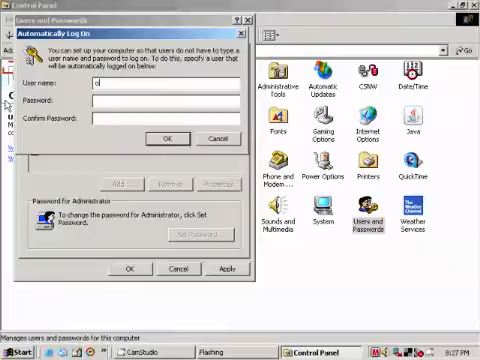 Control Panel
Users and Passwords
Automatically Log On
You can set up your computer so that users do not have to type a
user name and password to log on. To do this, specify a user that
will be automatically logged on below:
User name:
o
Password:
Confirm Password:
OK
Cancel
Add...
Remove
Properties
Password for Administrator
To change the password for Administrator, click Set
Password.
Set Password...
OK
Cancel
Apply
Go
Administrative
Tools
Automatic
Updates
CSNW
Date/Time
Fonts
Gaming
Options
Internet
Options
Java
Phone and
Modem ...
Power Options
Printers
QuickTime
Sounds and
Multimedia
System
Users and
Passwords
Weather
Services
Manages users and passwords for this computer
Start
CamStudio
Flashing
Control Panel
8:27 PM